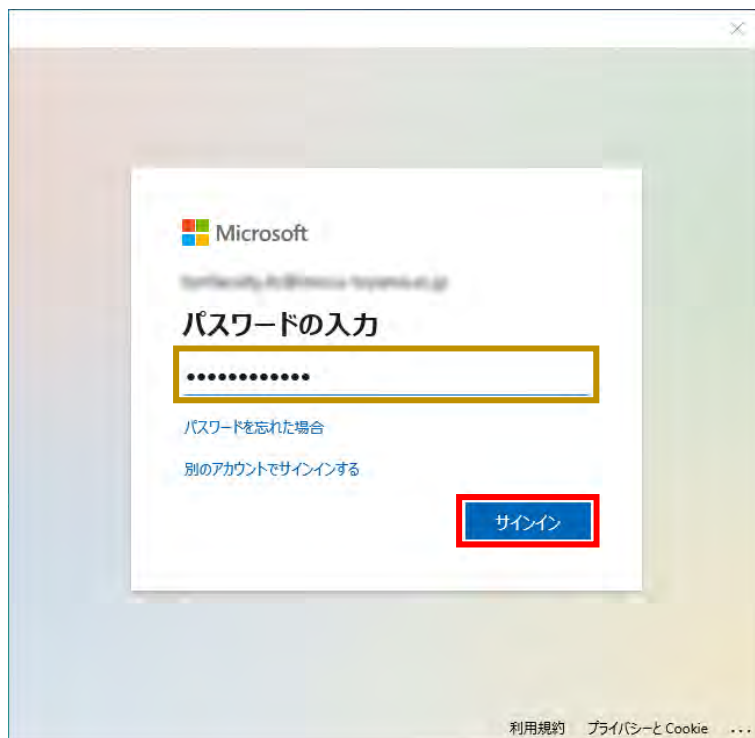 Microsoft
パスワードの入力
••••••••••••
パスワードを忘れた場合
別のアカウントでサインインする
サインイン
利用規約 プライバシーと Cookie ...